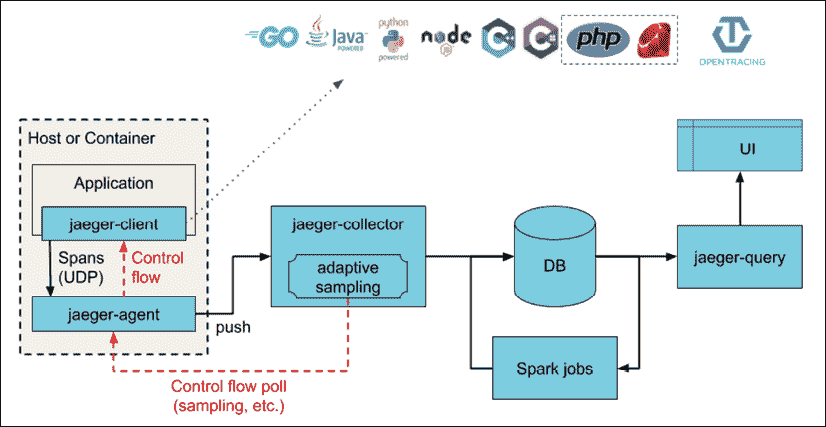 GO
Java
POWERED
python
powered
node
JS
C
C
php
OPENTRACING
Host or Container
Application
jaeger-client
Spans
(UDP)
Control
flow
jaeger-agent
push
jaeger-collector
adaptive
sampling
DB
Spark jobs
jaeger-query
UI
Control flow poll
(sampling, etc.)